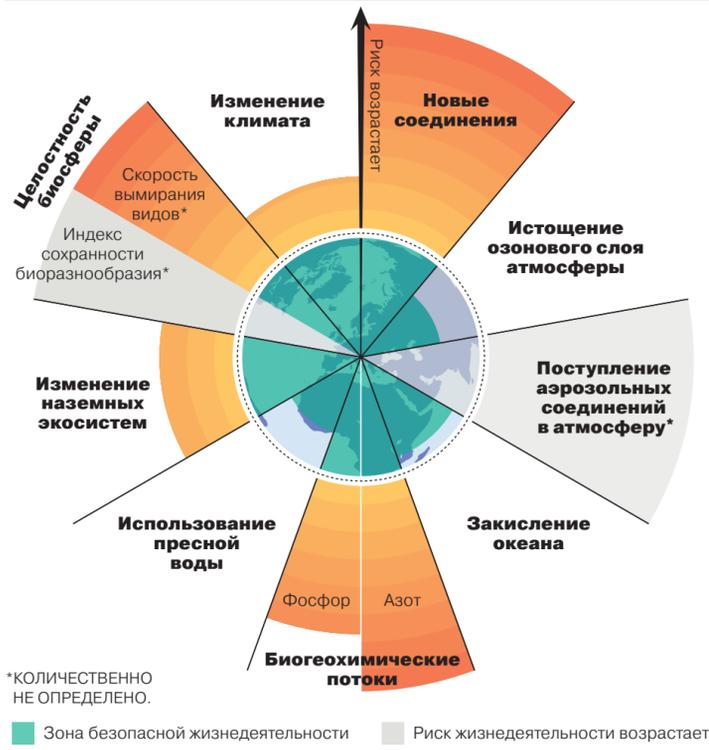 Риск возрастает
Изменение
климата
Новые
соединения
Целостность
биосферы
Скорость
вымирания
видов*
Индекс
сохранности
биоразнообразия*
Истощение
озонового слоя
атмосферы
Изменение
наземных
экосистем
Поступление
аэрозольных
соединений
в атмосферу*
Использование
пресной
воды
Закисление
океана
Фосфор
Азот
Биогеохимические
потоки
*КОЛИЧЕСТВЕННО
НЕ ОПРЕДЕЛЕНО.
Зона безопасной жизнедеятельности
Риск жизнедеятельности возрастает